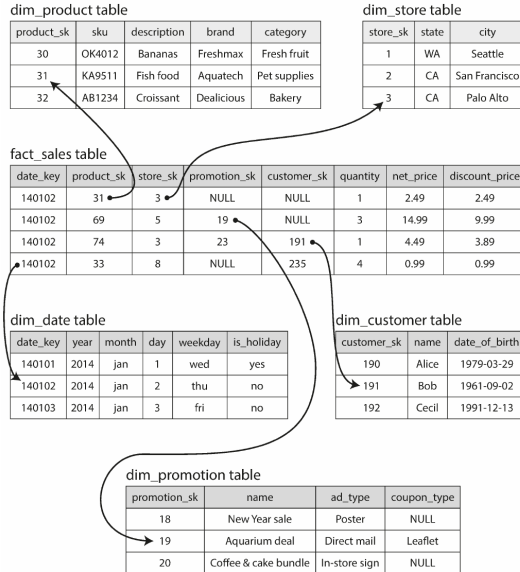 dim_product table
product_sk sku description brand category
30 OK4012 Bananas Freshmax Fresh fruit
31 KA9511 Fish food Aquatech Pet supplies
32 AB1234 Croissant Dealicious Bakery
dim_store table
store_sk state city
1 WA Seattle
2 CA San Francisco
3 CA Palo Alto
fact_sales table
date_key product_sk store_sk promotion_sk customer_sk quantity net_price discount_price
140102 31 3 NULL NULL 1 2.49 2.49
140102 69 5 19 NULL 3 14.99 9.99
140102 74 3 23 191 1 4.49 3.89
140102 33 8 NULL 235 4 0.99 0.99
dim_date table
date_key year month day weekday is_holiday
140101 2014 jan 1 wed yes
140102 2014 jan 2 thu no
140103 2014 jan 3 fri no
dim_customer table
customer_sk name date_of_birth
190 Alice 1979-03-29
191 Bob 1961-09-02
192 Cecil 1991-12-13
dim_promotion table
promotion_sk name ad_type coupon_type
18 New Year sale Poster NULL
19 Aquarium deal Direct mail Leaflet
20 Coffee & cake bundle In-store sign NULL